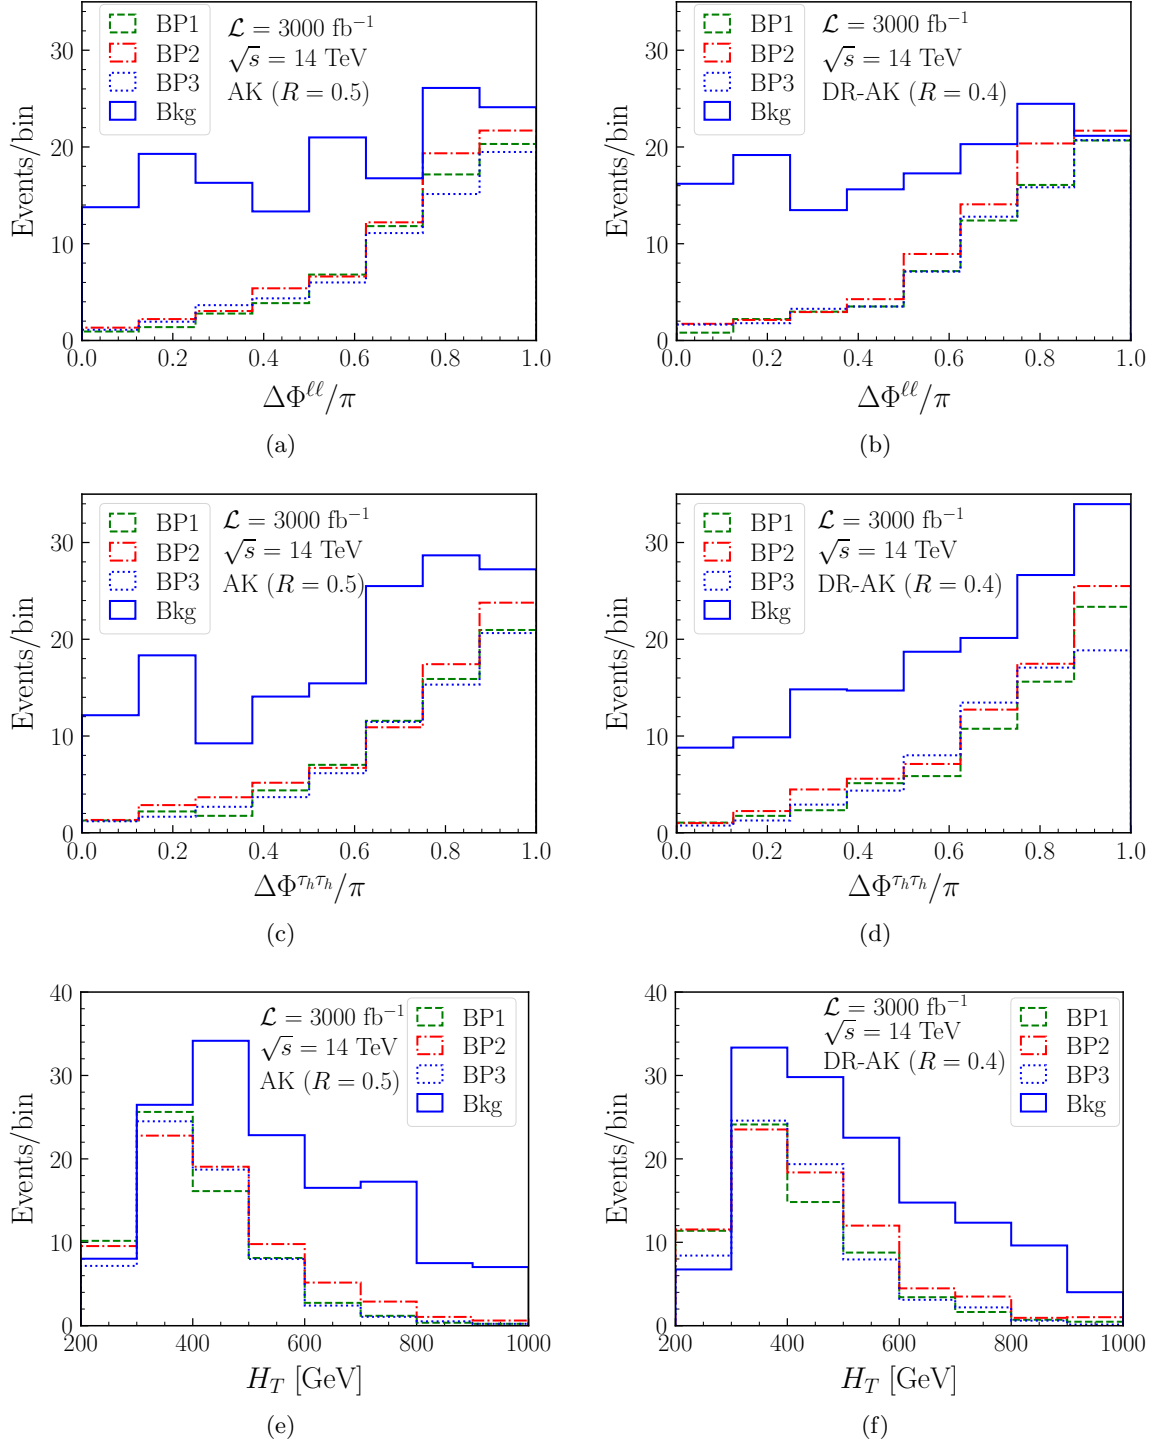 BP1
BP2
BP3
Bkg
𝓛 = 3000 fb⁻¹
√s = 14 TeV
AK (R = 0.5)
Events/bin
0
10
20
30
0.0 0.2 0.4 0.6 0.8 1.0
ΔΦ^{ℓℓ}/π
(a)
BP1
BP2
BP3
Bkg
𝓛 = 3000 fb⁻¹
√s = 14 TeV
DR-AK (R = 0.4)
Events/bin
0
10
20
30
0.0 0.2 0.4 0.6 0.8 1.0
ΔΦ^{ℓℓ}/π
(b)
BP1
BP2
BP3
Bkg
𝓛 = 3000 fb⁻¹
√s = 14 TeV
AK (R = 0.5)
Events/bin
0
10
20
30
0.0 0.2 0.4 0.6 0.8 1.0
ΔΦ^{τ_hτ_h}/π
(c)
BP1
BP2
BP3
Bkg
𝓛 = 3000 fb⁻¹
√s = 14 TeV
DR-AK (R = 0.4)
Events/bin
0
10
20
30
0.0 0.2 0.4 0.6 0.8 1.0
ΔΦ^{τ_hτ_h}/π
(d)
𝓛 = 3000 fb⁻¹
√s = 14 TeV
AK (R = 0.5)
BP1
BP2
BP3
Bkg
Events/bin
0
10
20
30
40
200 400 600 800 1000
H_T [GeV]
(e)
𝓛 = 3000 fb⁻¹
√s = 14 TeV
DR-AK (R = 0.4)
BP1
BP2
BP3
Bkg
Events/bin
0
10
20
30
40
200 400 600 800 1000
H_T [GeV]
(f)